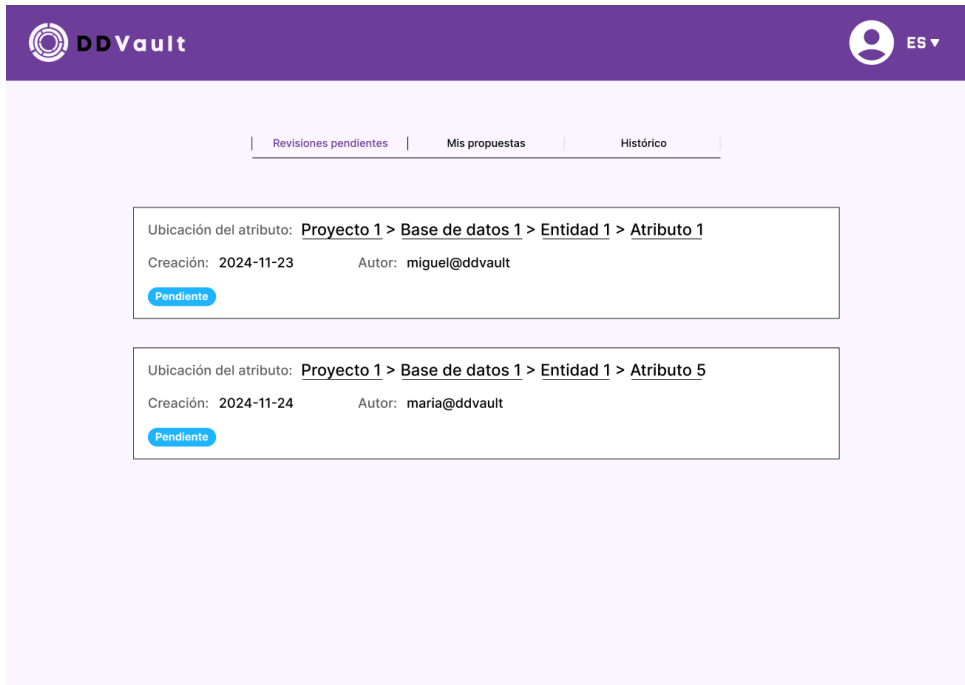 DDVault
ES ▼
Revisiones pendientes Mis propuestas Histórico
Ubicación del atributo: Proyecto 1 > Base de datos 1 > Entidad 1 > Atributo 1
Creación: 2024-11-23 Autor: miguel@ddvault
Pendiente
Ubicación del atributo: Proyecto 1 > Base de datos 1 > Entidad 1 > Atributo 5
Creación: 2024-11-24 Autor: maria@ddvault
Pendiente